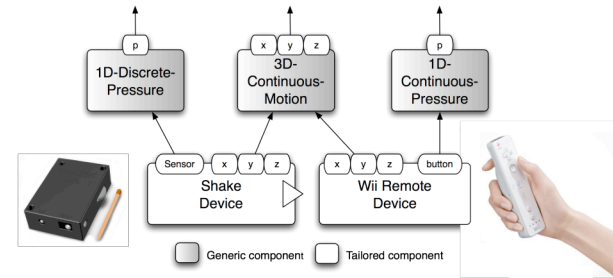 p
x y z
p
1D-Discrete-
Pressure
3D-
Continuous-
Motion
1D-
Continuous-
Pressure
Sensor x y z
x y z button
Shake
Device
Wii Remote
Device
Generic component
Tailored component